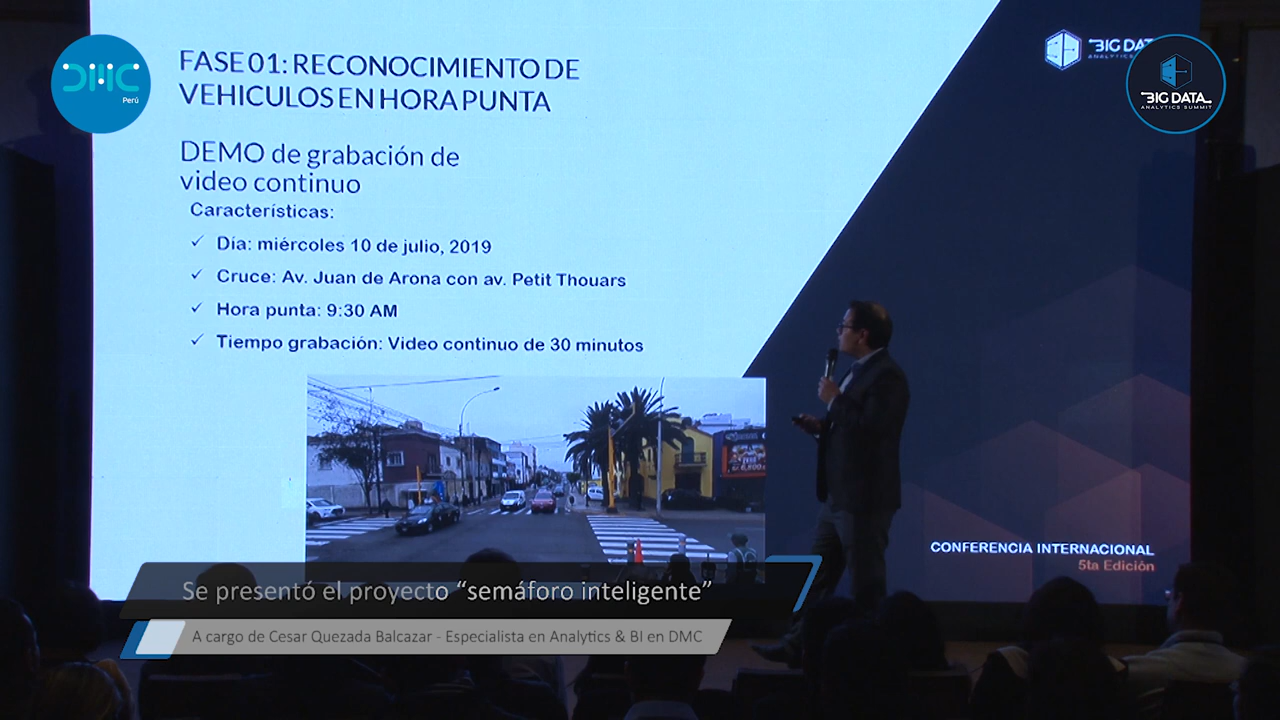 FASE 01: RECONOCIMIENTO DE
VEHICULOS EN HORA PUNTA
DEMO de grabación de
video continuo
Características:
✓ Día: miércoles 10 de julio, 2019
✓ Cruce: Av. Juan de Arona con av. Petit Thouars
✓ Hora punta: 9:30 AM
✓ Tiempo grabación: Video continuo de 30 minutos
DMC
Perú
BIG DATA
BIG DATA
ANALYTICS SUMMIT
CONFERENCIA INTERNACIONAL
5ta Edición
Se presentó el proyecto “semáforo inteligente”
A cargo de Cesar Quezada Balcazar - Especialista en Analytics & BI en DMC